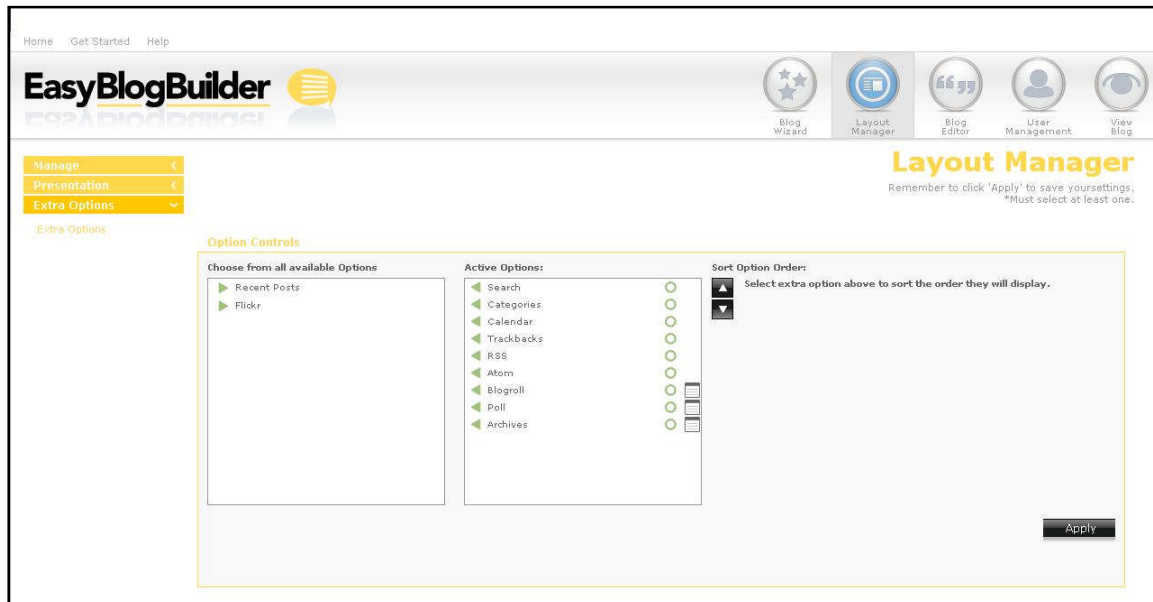 Home Get Started Help
EasyBlogBuilder
Blog Wizard
Layout Manager
Blog Editor
User Management
View Blog
Manage
Presentation
Extra Options
Extra Options
Layout Manager
Remember to click 'Apply' to save yoursettings.
*Must select at least one.
Option Controls
Choose from all available Options
Recent Posts
Flickr
Active Options:
Search
Categories
Calendar
Trackbacks
RSS
Atom
Blogroll
Poll
Archives
Sort Option Order:
Select extra option above to sort the order they will display.
Apply